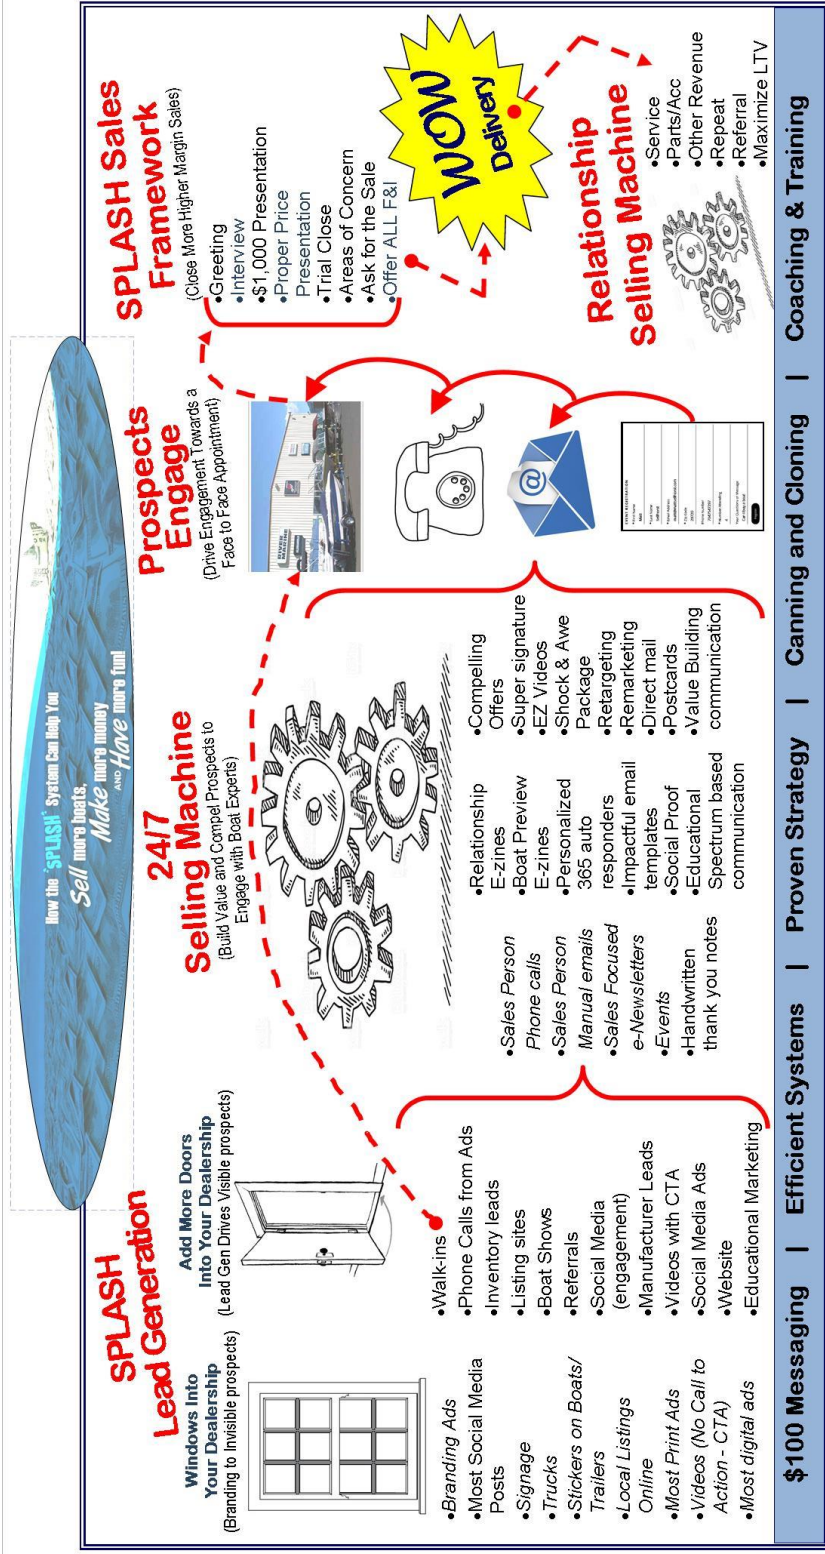 How the "SPLASH" System Can Help You
Sell more boats,
Make more money
AND Have more fun!
SPLASH
Lead Generation
Windows Into
Your Dealership
(Branding to Invisible prospects)
•Branding Ads
•Most Social Media
Posts
•Signage
•Trucks
•Stickers on Boats/
Trailers
•Local Listings
Online
•Most Print Ads
•Videos (No Call to
Action - CTA)
•Most digital ads
Add More Doors
Into Your Dealership
(Lead Gen Drives Visible prospects)
•Walk-ins
•Phone Calls from Ads
•Inventory leads
•Listing sites
•Boat Shows
•Referrals
•Social Media
(engagement)
•Manufacturer Leads
•Videos with CTA
•Social Media Ads
•Website
•Educational Marketing
24/7
Selling Machine
(Build Value and Compel Prospects to
Engage with Boat Experts)
•Sales Person
Phone calls
•Sales Person
Manual emails
•Sales Focused
e-Newsletters
•Events
•Handwritten
thank you notes
•Relationship
E-zines
•Boat Preview
E-zines
•Personalized
365 auto
responders
•Impactful email
templates
•Social Proof
•Educational
Spectrum based
communication
•Compelling
Offers
•Super signature
•EZ Videos
•Shock & Awe
Package
•Retargeting
•Remarketing
•Direct mail
•Postcards
•Value Building
communication
Prospects
Engage
(Drive Engagement Towards a
Face to Face Appointment)
@
SPLASH Sales
Framework
(Close More Higher Margin Sales)
•Greeting
•Interview
•$1,000 Presentation
•Proper Price
Presentation
•Trial Close
•Areas of Concern
•Ask for the Sale
•Offer ALL F&I
WOW
Delivery
Relationship
Selling Machine
•Service
•Parts/Acc
•Other Revenue
•Repeat
•Referral
•Maximize LTV
$100 Messaging | Efficient Systems | Proven Strategy | Canning and Cloning | Coaching & Training